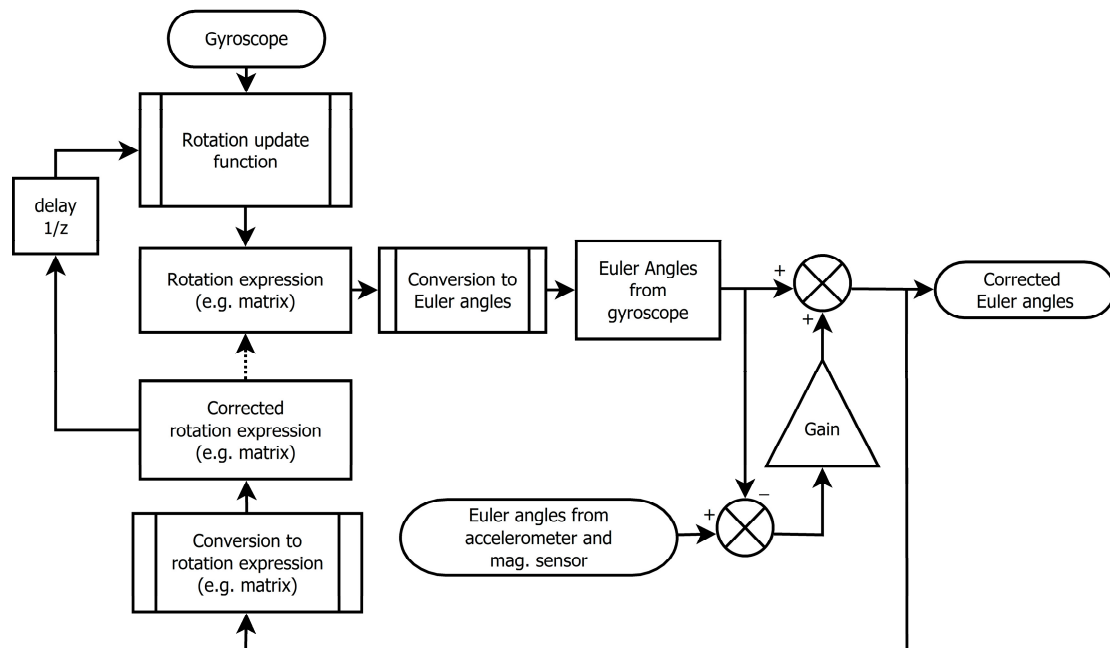 Gyroscope
Rotation update
function
delay
1/z
Rotation expression
(e.g. matrix)
Conversion to
Euler angles
Euler Angles
from
gyroscope
+
+
Corrected
Euler angles
Corrected
rotation expression
(e.g. matrix)
Gain
Euler angles from
accelerometer and
mag. sensor
+
−
Conversion to
rotation expression
(e.g. matrix)